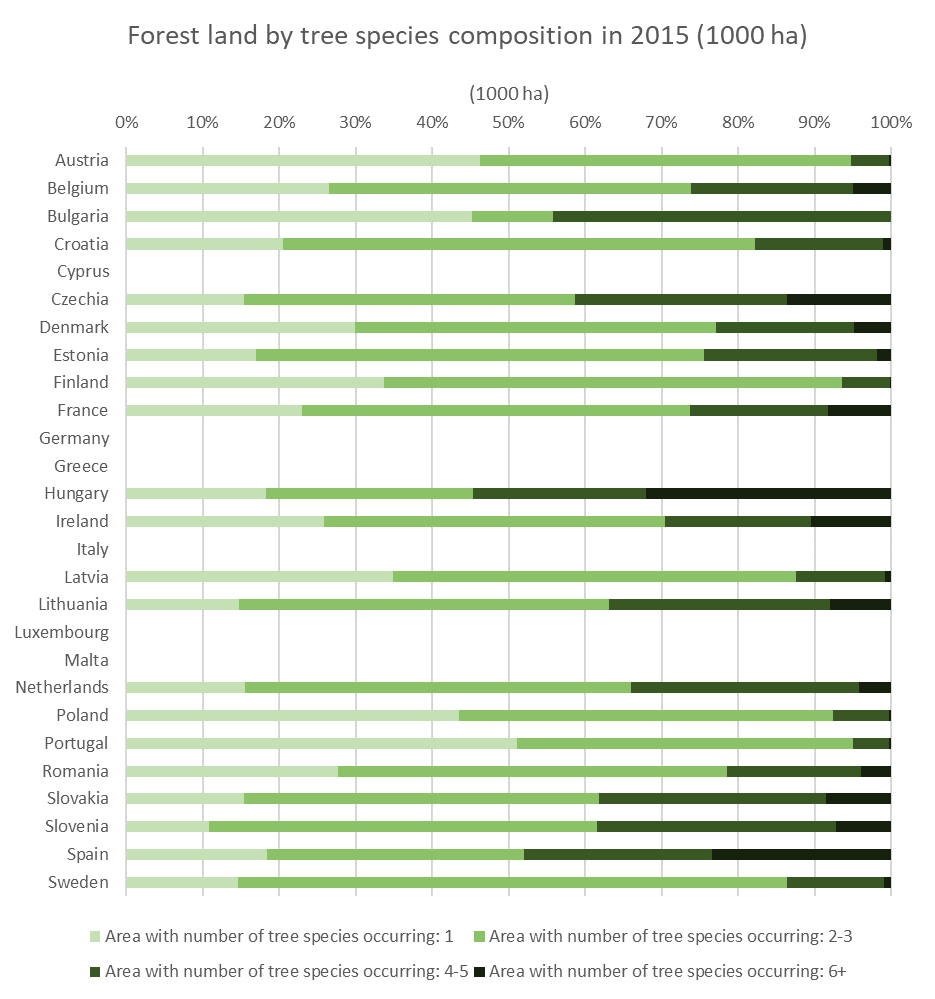 Forest land by tree species composition in 2015 (1000 ha)
(1000 ha)
0% 10% 20% 30% 40% 50% 60% 70% 80% 90% 100%
Austria
Belgium
Bulgaria
Croatia
Cyprus
Czechia
Denmark
Estonia
Finland
France
Germany
Greece
Hungary
Ireland
Italy
Latvia
Lithuania
Luxembourg
Malta
Netherlands
Poland
Portugal
Romania
Slovakia
Slovenia
Spain
Sweden
Area with number of tree species occurring: 1 Area with number of tree species occurring: 2-3
Area with number of tree species occurring: 4-5 Area with number of tree species occurring: 6+